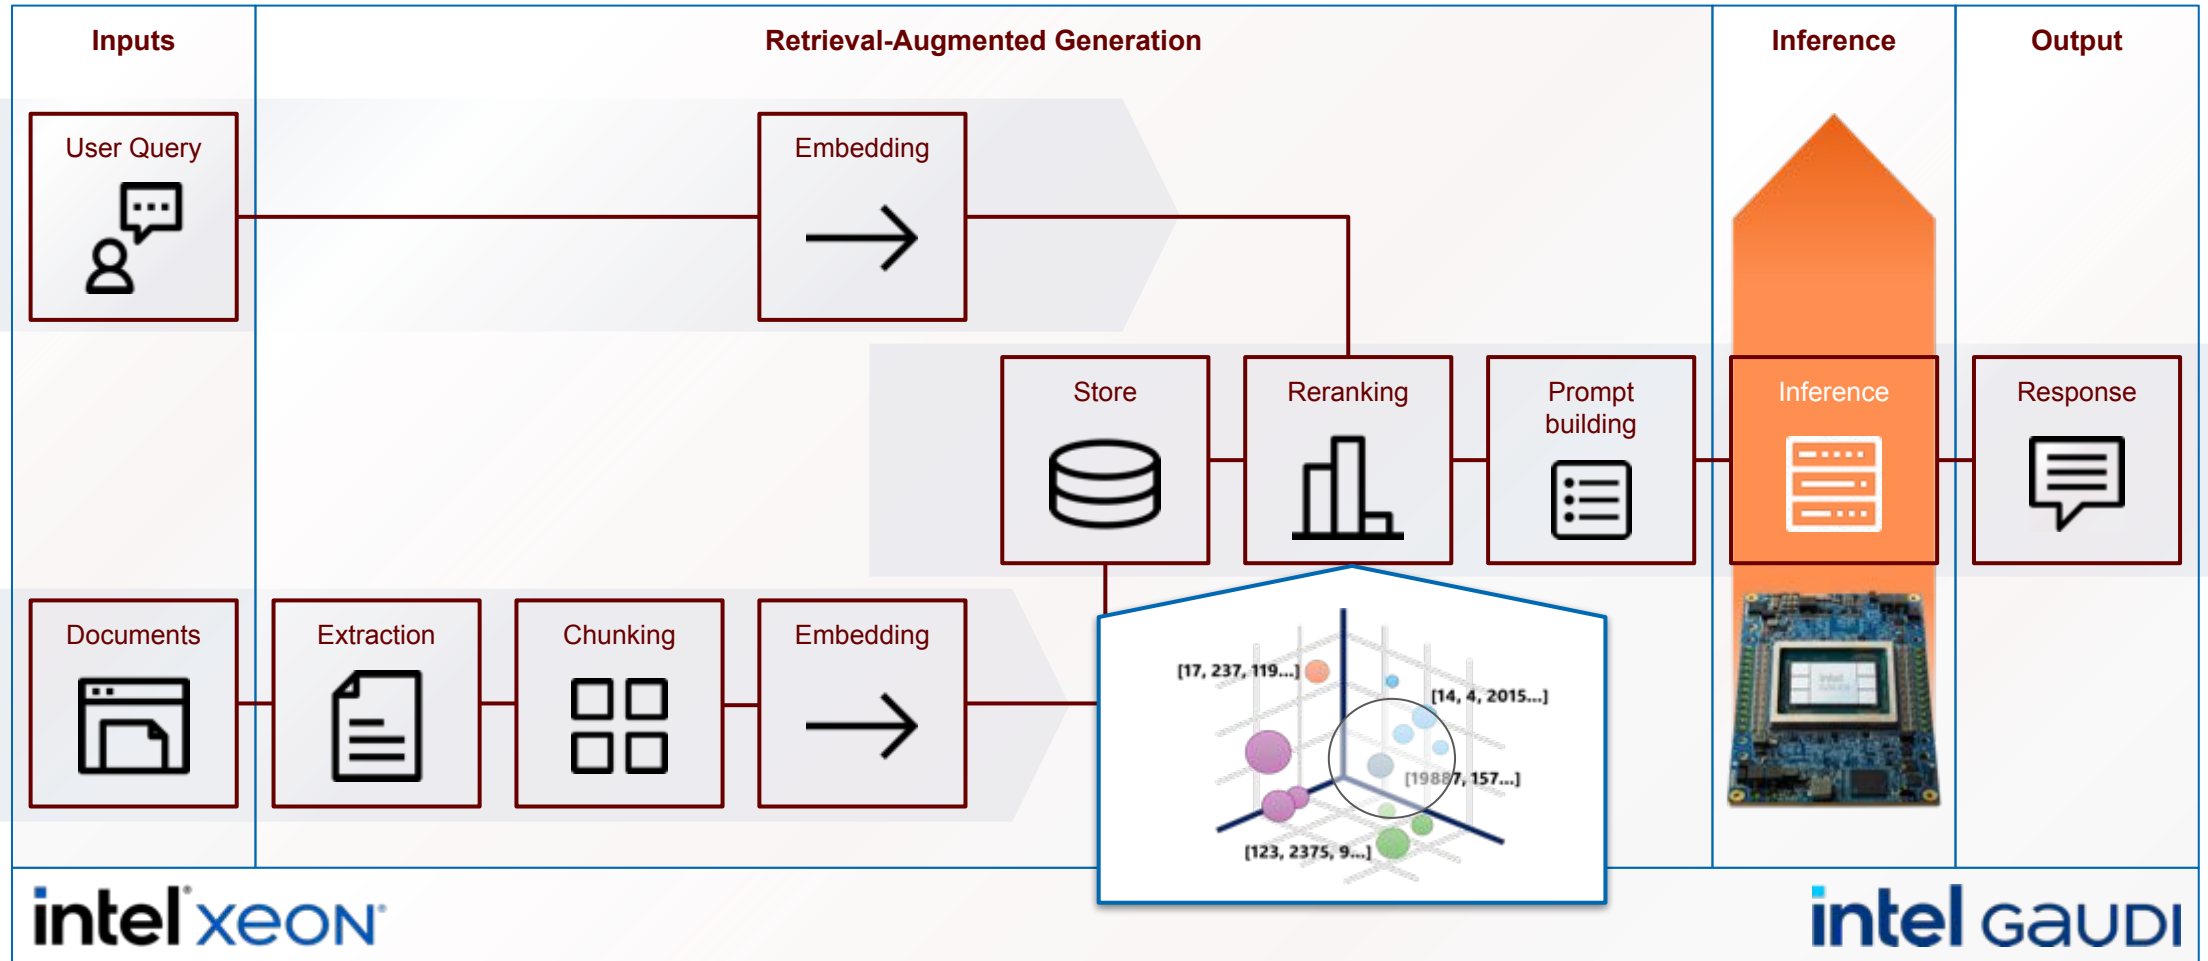 Inputs
Retrieval-Augmented Generation
Inference
Output
User Query
Embedding
Store
Reranking
Prompt
building
Inference
Response
Documents
Extraction
Chunking
Embedding
[17, 237, 119...]
[14, 4, 2015...]
[19887, 157...]
[123, 2375, 9...]
intel
intel® xeon®
intel GAUDI